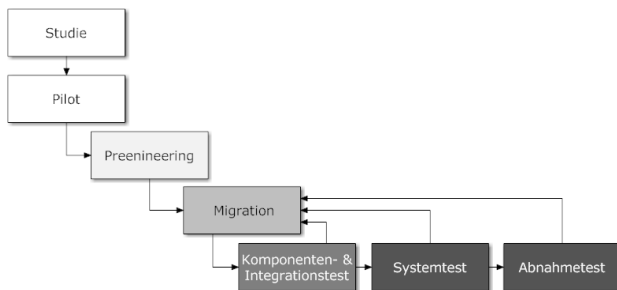 Studie
Pilot
Preenineering
Migration
Komponenten- &
Integrationstest
Systemtest
Abnahmetest